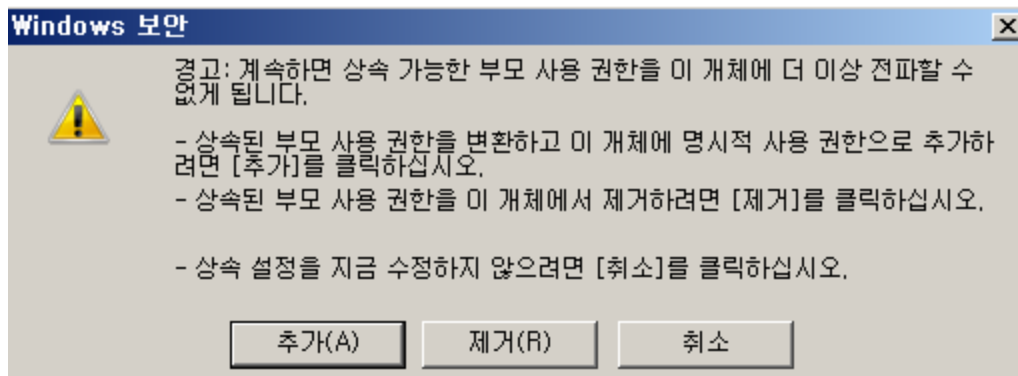 Windows 보안
경고: 계속하면 상속 가능한 부모 사용 권한을 이 개체에 더 이상 전파할 수
없게 됩니다.
- 상속된 부모 사용 권한을 변환하고 이 개체에 명시적 사용 권한으로 추가하
려면 [추가]를 클릭하십시오.
- 상속된 부모 사용 권한을 이 개체에서 제거하려면 [제거]를 클릭하십시오.
- 상속 설정을 지금 수정하지 않으려면 [취소]를 클릭하십시오.
추가(A) 제거(R) 취소